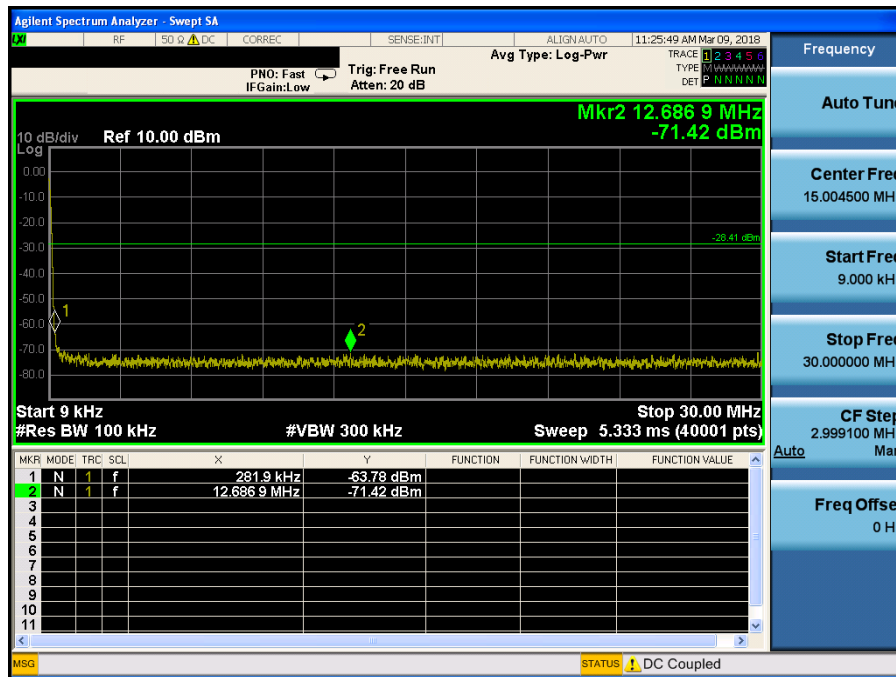 Agilent Spectrum Analyzer - Swept SA
LXI RF 50 Ω DC CORREC SENSE:INT ALIGN AUTO 11:25:49 AM Mar 09, 2018
Avg Type: Log-Pwr
TRACE 1 2 3 4 5 6
TYPE M WWWWW
DET P N N N N N
PNO: Fast
IFGain:Low
Trig: Free Run
Atten: 20 dB
Mkr2 12.686 9 MHz
-71.42 dBm
10 dB/div
Log
Ref 10.00 dBm
0.00
-10.0
-20.0
-30.0
-40.0
-50.0
-60.0
-70.0
-80.0
-28.41 dBm
1
2
Start 9 kHz
Stop 30.00 MHz
#Res BW 100 kHz
#VBW 300 kHz
Sweep 5.333 ms (40001 pts)
MKR MODE TRC SCL X Y FUNCTION FUNCTION WIDTH FUNCTION VALUE
1 N 1 f 281.9 kHz -63.78 dBm
2 N 1 f 12.686 9 MHz -71.42 dBm
3
4
5
6
7
8
9
10
11
MSG
STATUS
DC Coupled
Frequency
Auto Tun
Center Fre
15.004500 MH
Start Fre
9.000 kH
Stop Fre
30.000000 MH
CF Step
2.999100 MH
Auto Ma
Freq Offse
0 H